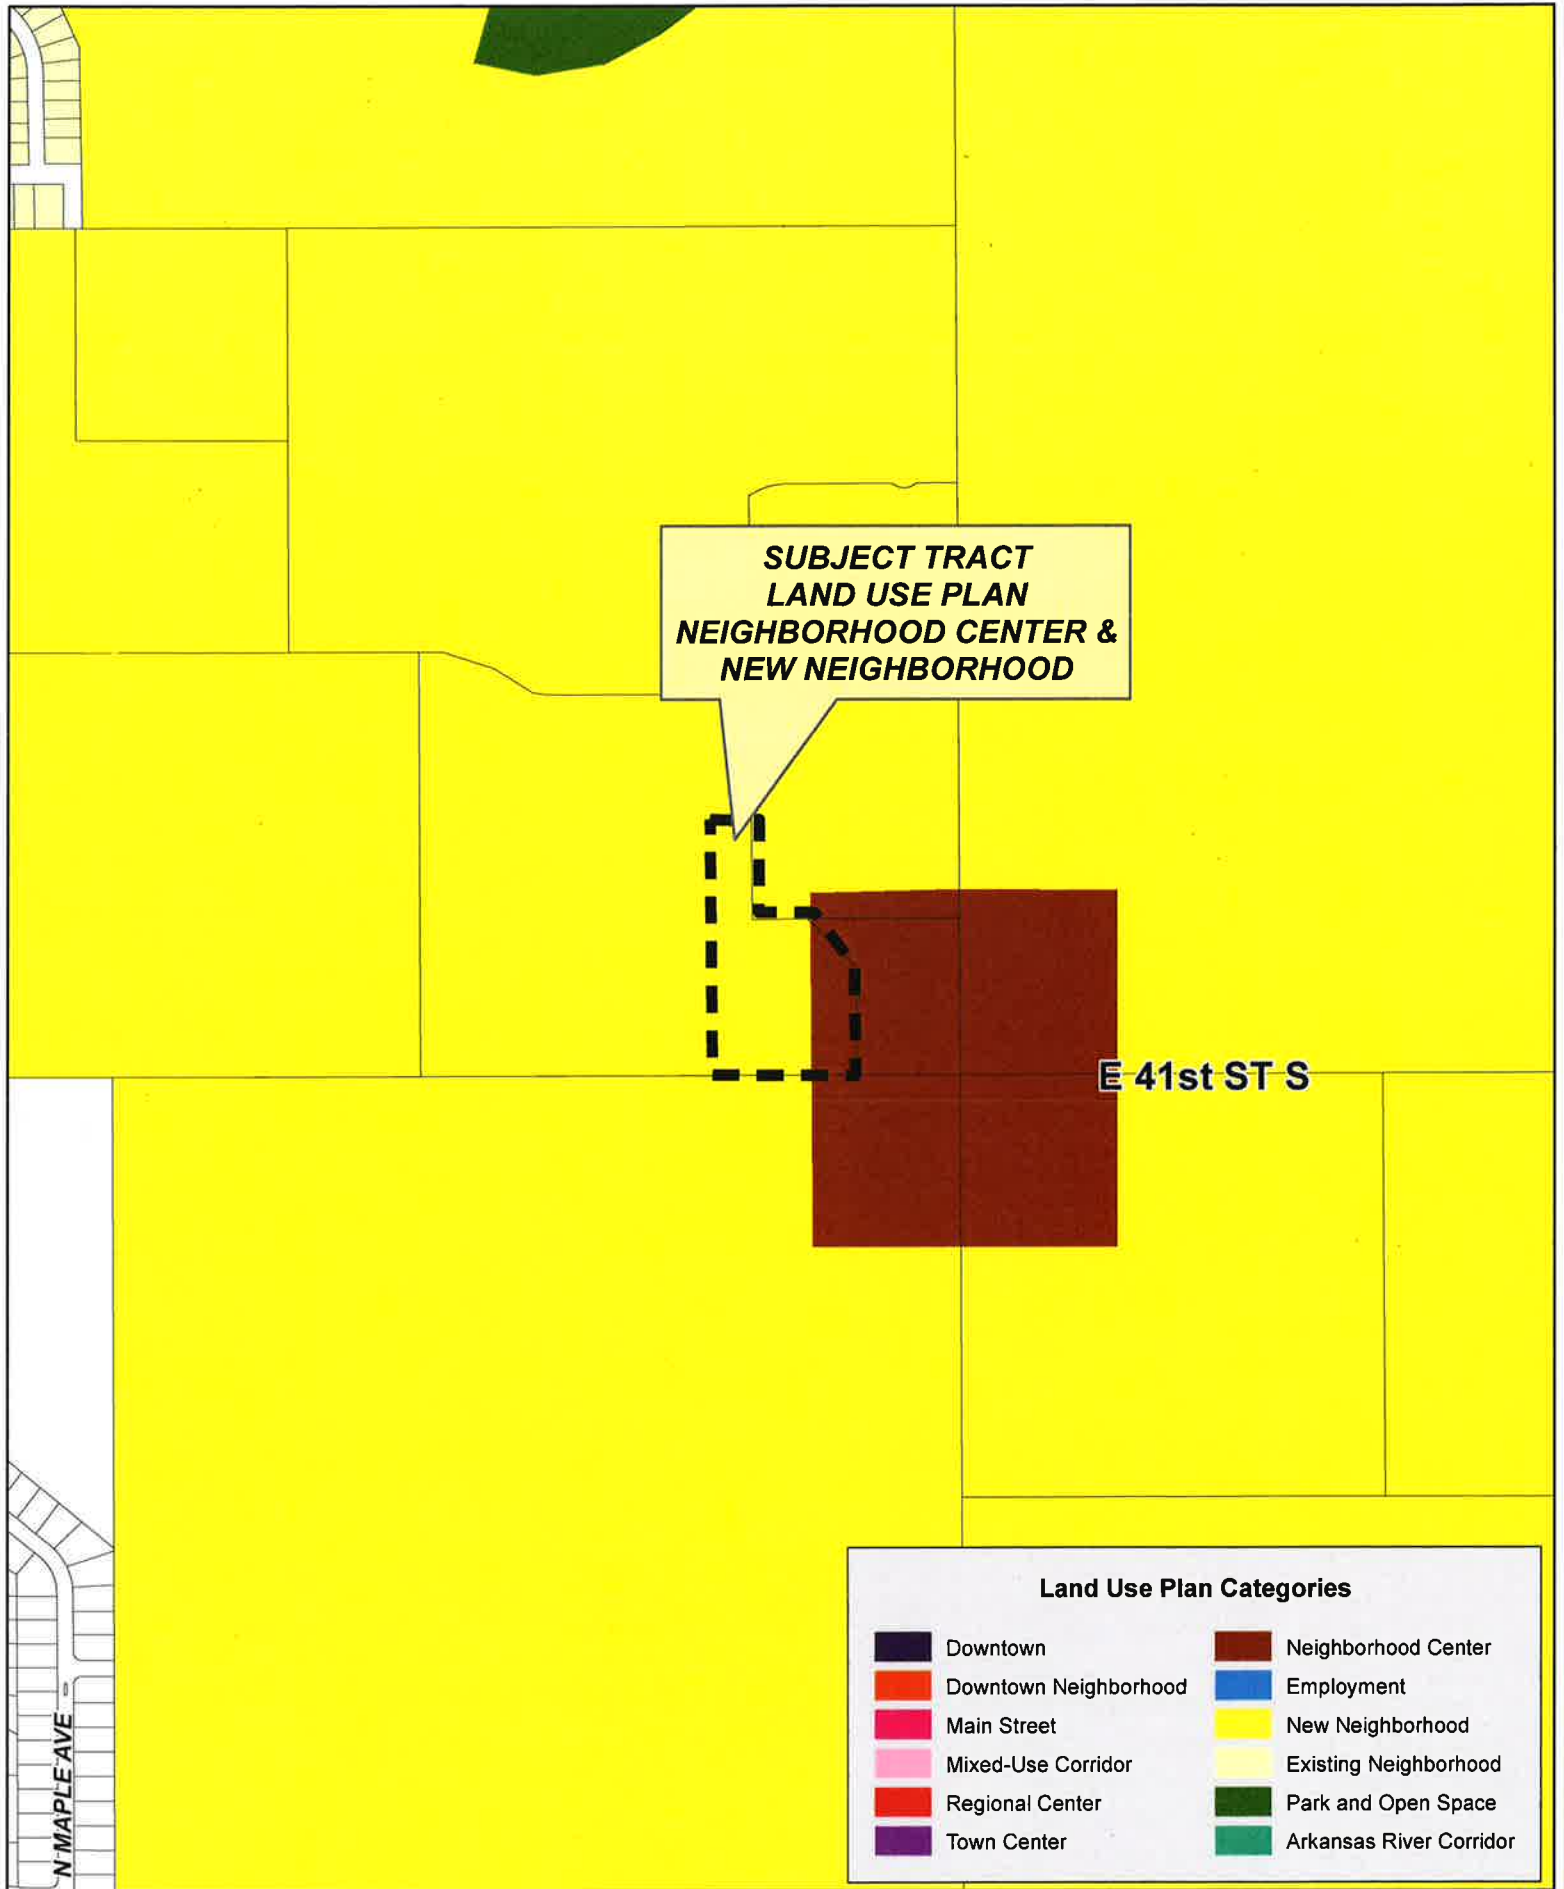 SUBJECT TRACT
LAND USE PLAN
NEIGHBORHOOD CENTER &
NEW NEIGHBORHOOD
E 41st ST S
N MAPLE AVE
Land Use Plan Categories
Downtown
Downtown Neighborhood
Main Street
Mixed-Use Corridor
Regional Center
Town Center
Neighborhood Center
Employment
New Neighborhood
Existing Neighborhood
Park and Open Space
Arkansas River Corridor